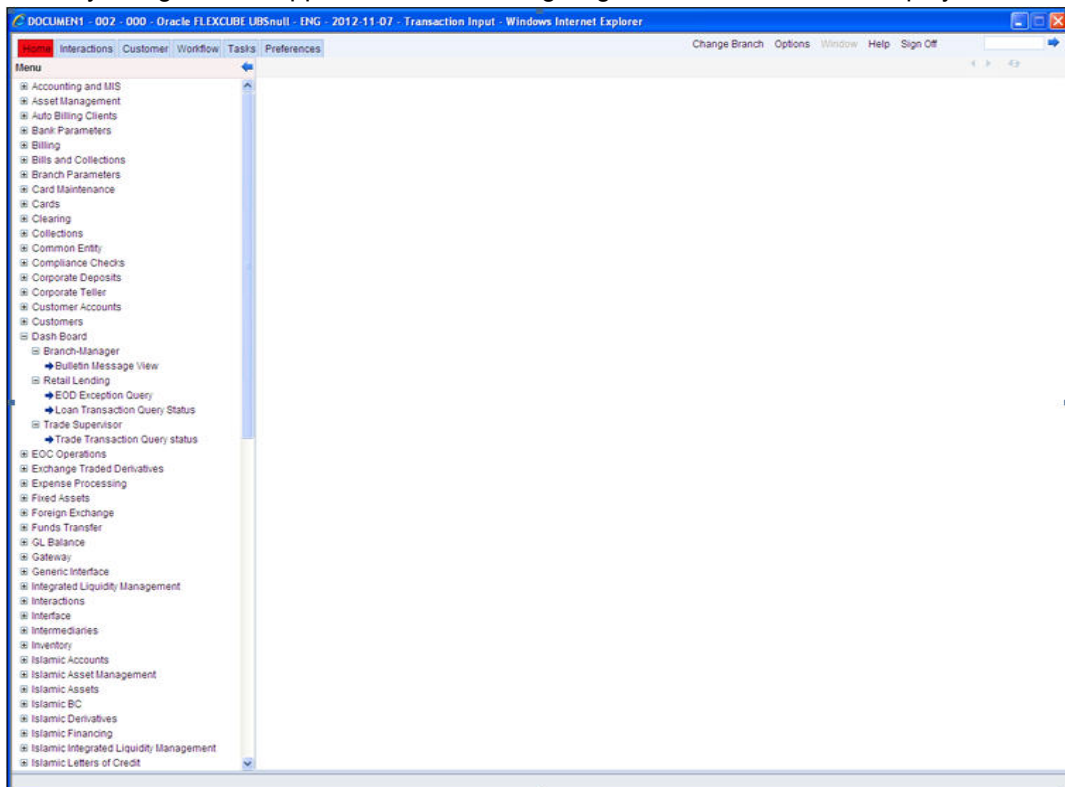 DOCUMENT1 - 002 - 000 - Oracle FLEXCUBE UBSnull - ENG - 2012-11-07 - Transaction Input - Windows Internet Explorer
Home Interactions Customer Workflow Tasks Preferences Change Branch Options Window Help Sign Off
Menu
Accounting and MIS
Asset Management
Auto Billing Clients
Bank Parameters
Billing
Bills and Collections
Branch Parameters
Card Maintenance
Cards
Clearing
Collections
Common Entity
Compliance Checks
Corporate Deposits
Corporate Teller
Customer Accounts
Customers
Dash Board
Branch-Manager
Bulletin Message View
Retail Lending
EOD Exception Query
Loan Transaction Query Status
Trade Supervisor
Trade Transaction Query status
EOC Operations
Exchange Traded Derivatives
Expense Processing
Fixed Assets
Foreign Exchange
Funds Transfer
GL Balance
Gateway
Generic Interface
Integrated Liquidity Management
Interactions
Interface
Intermediaries
Inventory
Islamic Accounts
Islamic Asset Management
Islamic Assets
Islamic BC
Islamic Derivatives
Islamic Financing
Islamic Integrated Liquidity Management
Islamic Letters of Credit